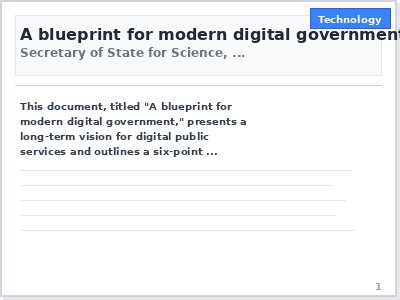 Technology
A blueprint for modern digital government
Secretary of State for Science, ...
This document, titled "A blueprint for
modern digital government," presents a
long-term vision for digital public
services and outlines a six-point ...
1